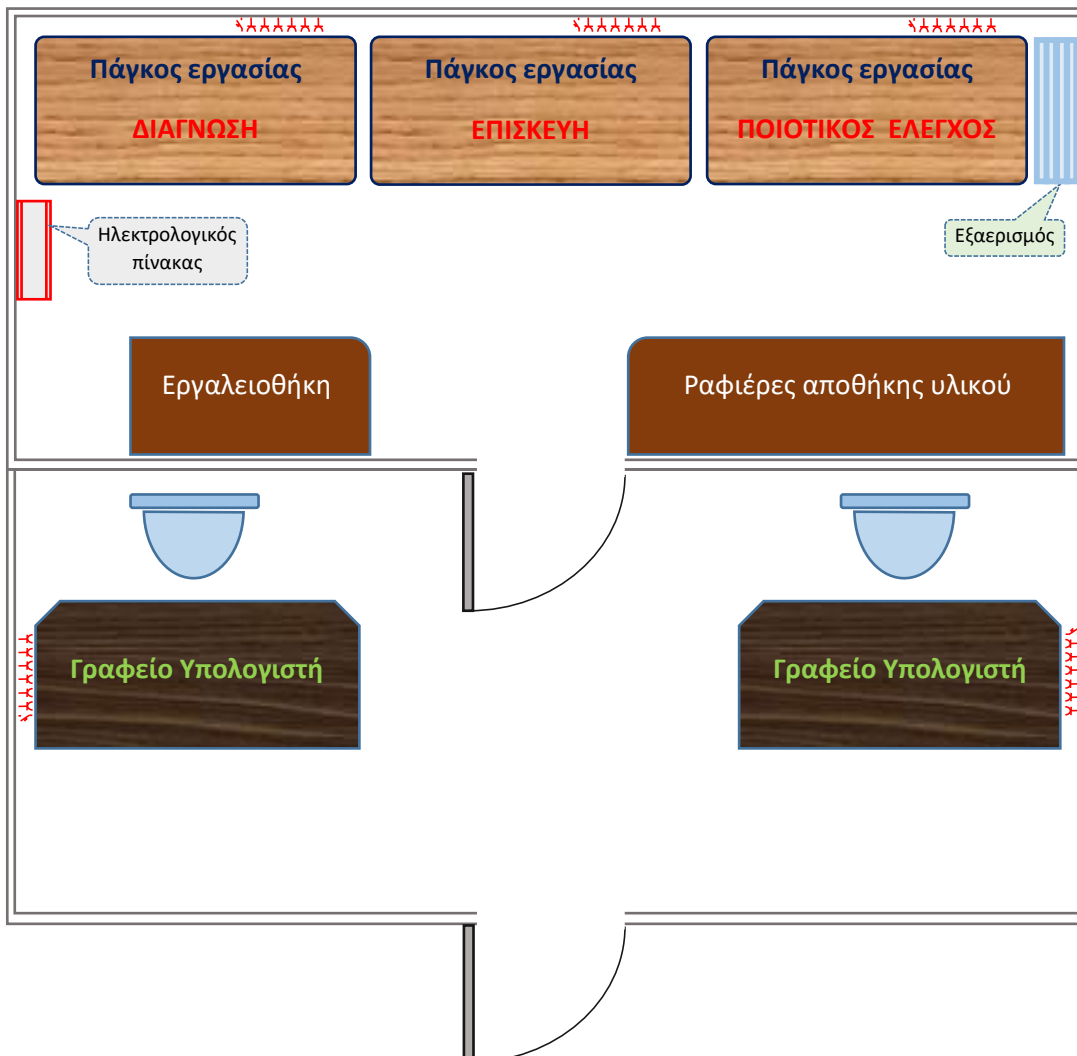 Πάγκος εργασίας
ΔΙΑΓΝΩΣΗ
Πάγκος εργασίας
ΕΠΙΣΚΕΥΗ
Πάγκος εργασίας
ΠΟΙΟΤΙΚΟΣ ΕΛΕΓΧΟΣ
Ηλεκτρολογικός
πίνακας
Εξαερισμός
Εργαλειοθήκη
Ραφιέρες αποθήκης υλικού
Γραφείο Υπολογιστή
Γραφείο Υπολογιστή